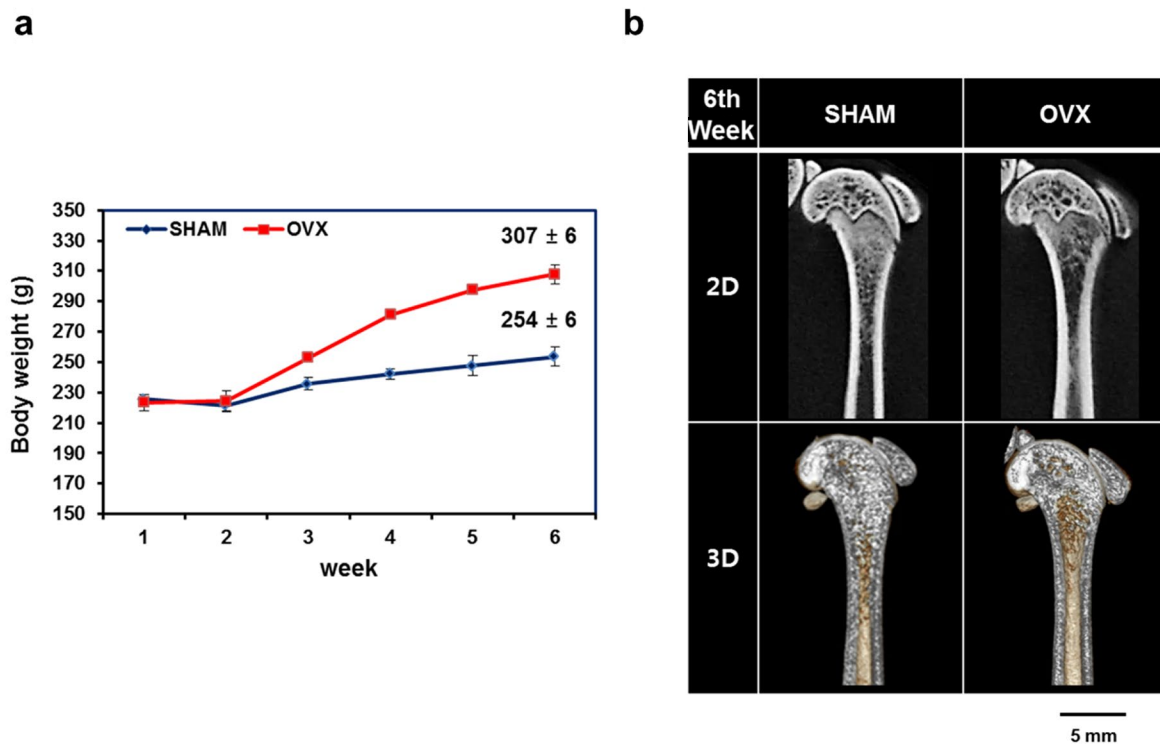 a
b
6th
Week
SHAM
OVX
2D
3D
5 mm
SHAM
OVX
307 ± 6
254 ± 6
Body weight (g)
350
330
310
290
270
250
230
210
190
170
150
1 2 3 4 5 6
week